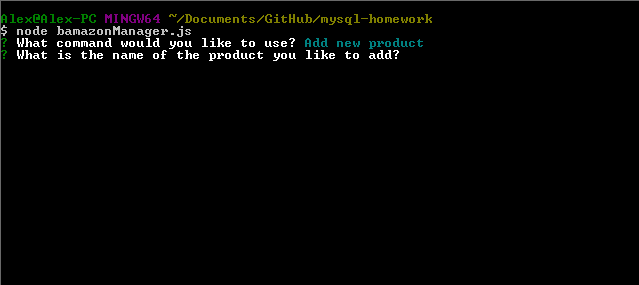 Alex@Alex-PC MINGW64 ~/Documents/GitHub/mysql-homework
$ node bamazonManager.js
? What command would you like to use? Add new product
? What is the name of the product you like to add?